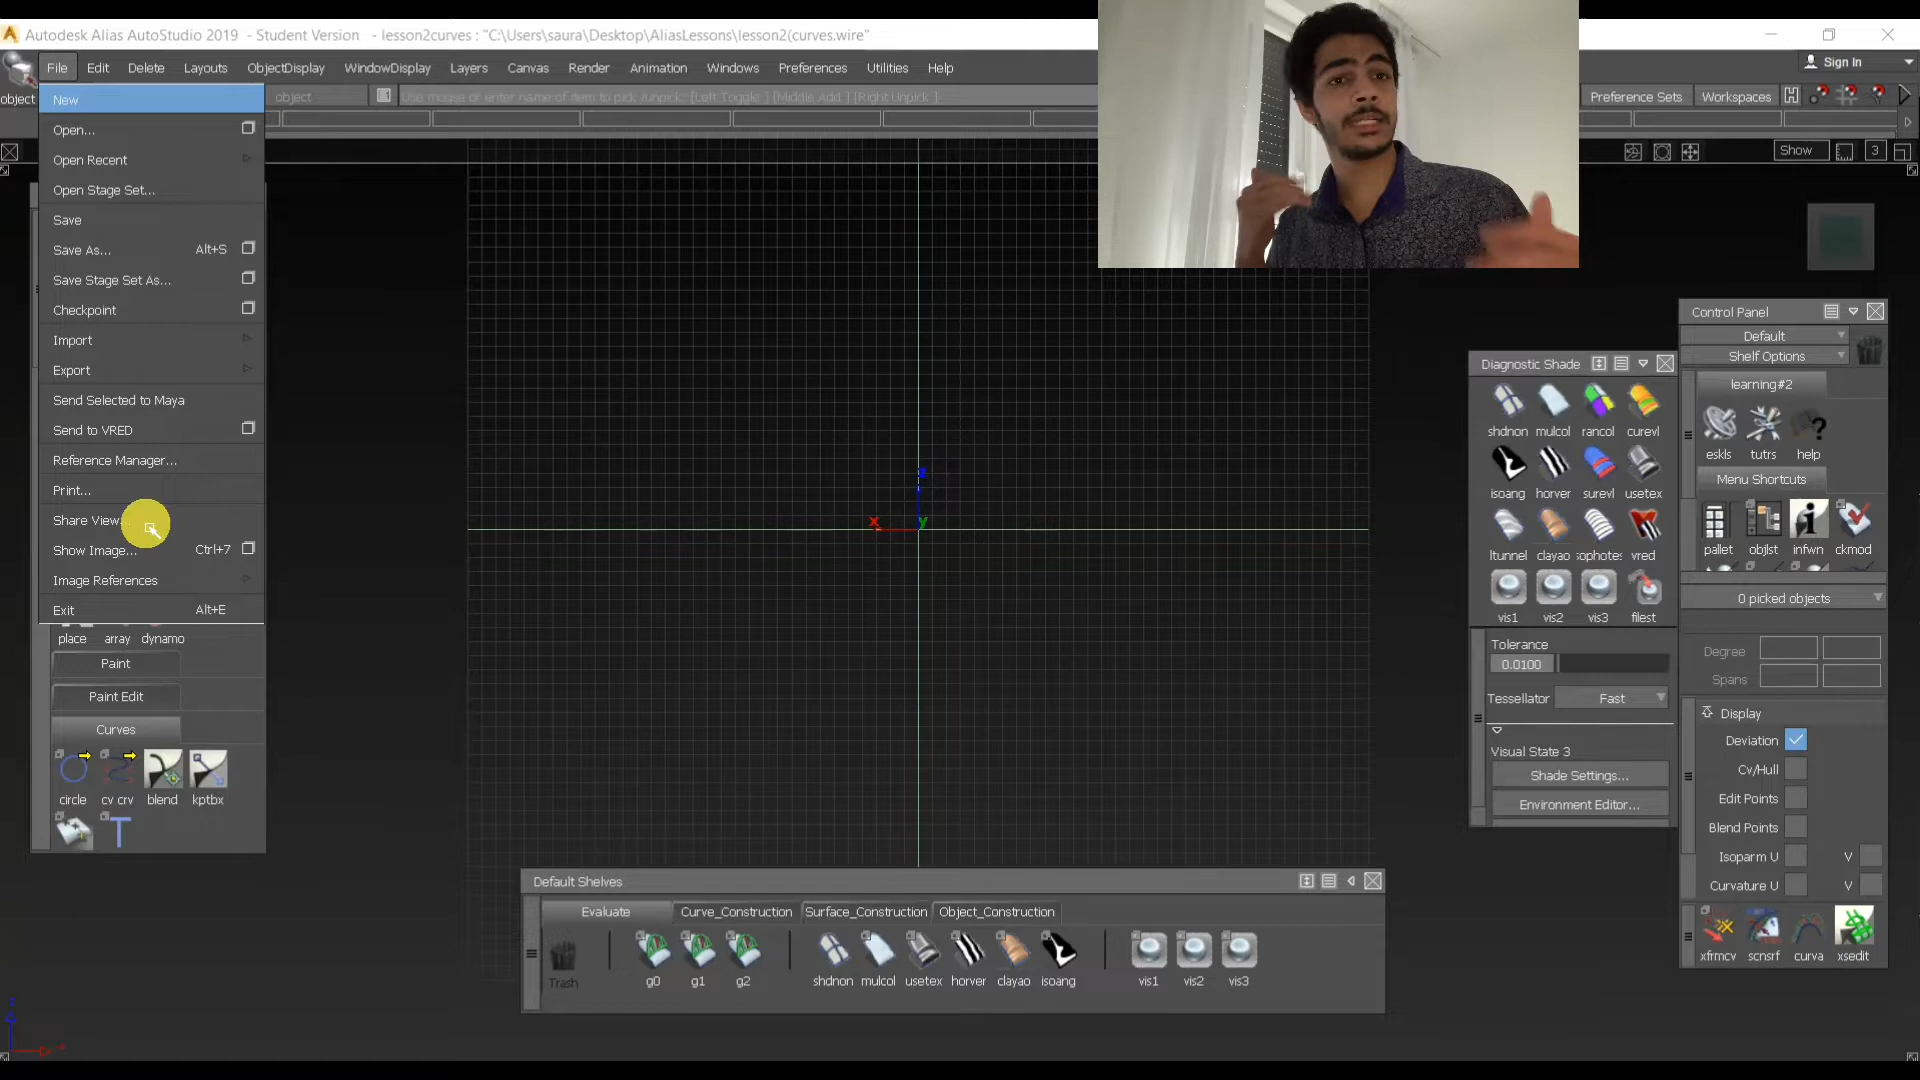 Autodesk Alias AutoStudio 2019 - Student Version - lesson2curves : "C:\Users\saura\Desktop\AliasLessons\lesson2(curves.wire"
File Edit Delete Layouts ObjectDisplay WindowDisplay Layers Canvas Render Animation Windows Preferences Utilities Help Sign In
object object Use mouse or enter name of item to pick /unpick: [Left Toggle ] [Middle Add ] [Right Unpick ] Preference Sets Workspaces
New
Open...
Open Recent
Open Stage Set...
Save
Save As... Alt+S
Save Stage Set As...
Checkpoint
Import
Export
Send Selected to Maya
Send to VRED
Reference Manager...
Print...
Share View...
Show Image... Ctrl+7
Image References
Exit Alt+E
place array dynamo
Paint
Paint Edit
Curves
circle cv crv blend kptbx
T
Show 3
z
x y
Diagnostic Shade
shdnon mulcol rancol curevl
isoang horver surevl usetex
ltunnel clayao sophotes vred
vis1 vis2 vis3 filest
Tolerance
0.0100
Tessellator Fast
Visual State 3
Shade Settings...
Environment Editor...
Control Panel
Default
Shelf Options
learning#2
eskls tutrs help
Menu Shortcuts
pallet objlst infwn ckmod
0 picked objects
Degree
Spans
Display
Deviation
Cv/Hull
Edit Points
Blend Points
Isoparm U V
Curvature U V
xfrmcv scnsrf curva xsedit
Default Shelves
Evaluate Curve_Construction Surface_Construction Object_Construction
Trash g0 g1 g2 shdnon mulcol usetex horver clayao isoang vis1 vis2 vis3